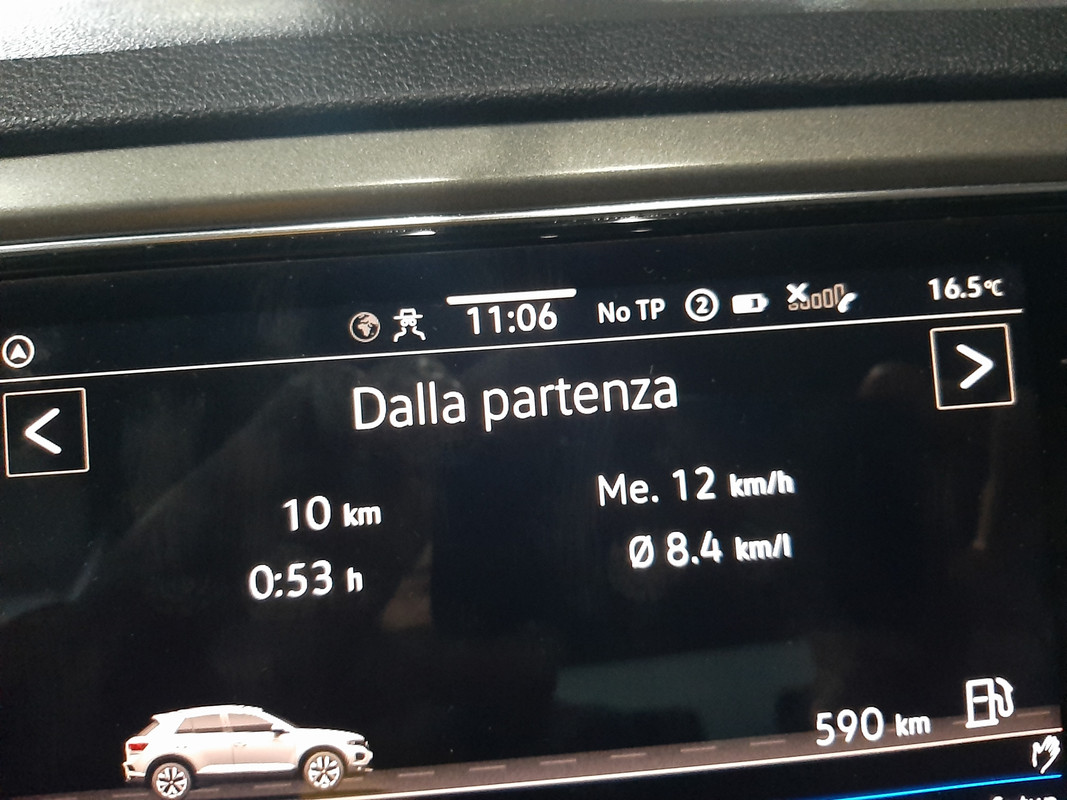 11:06 No TP 2 16.5°C
Dalla partenza
10 km
Me. 12 km/h
0:53 h
Ø 8.4 km/l
590 km